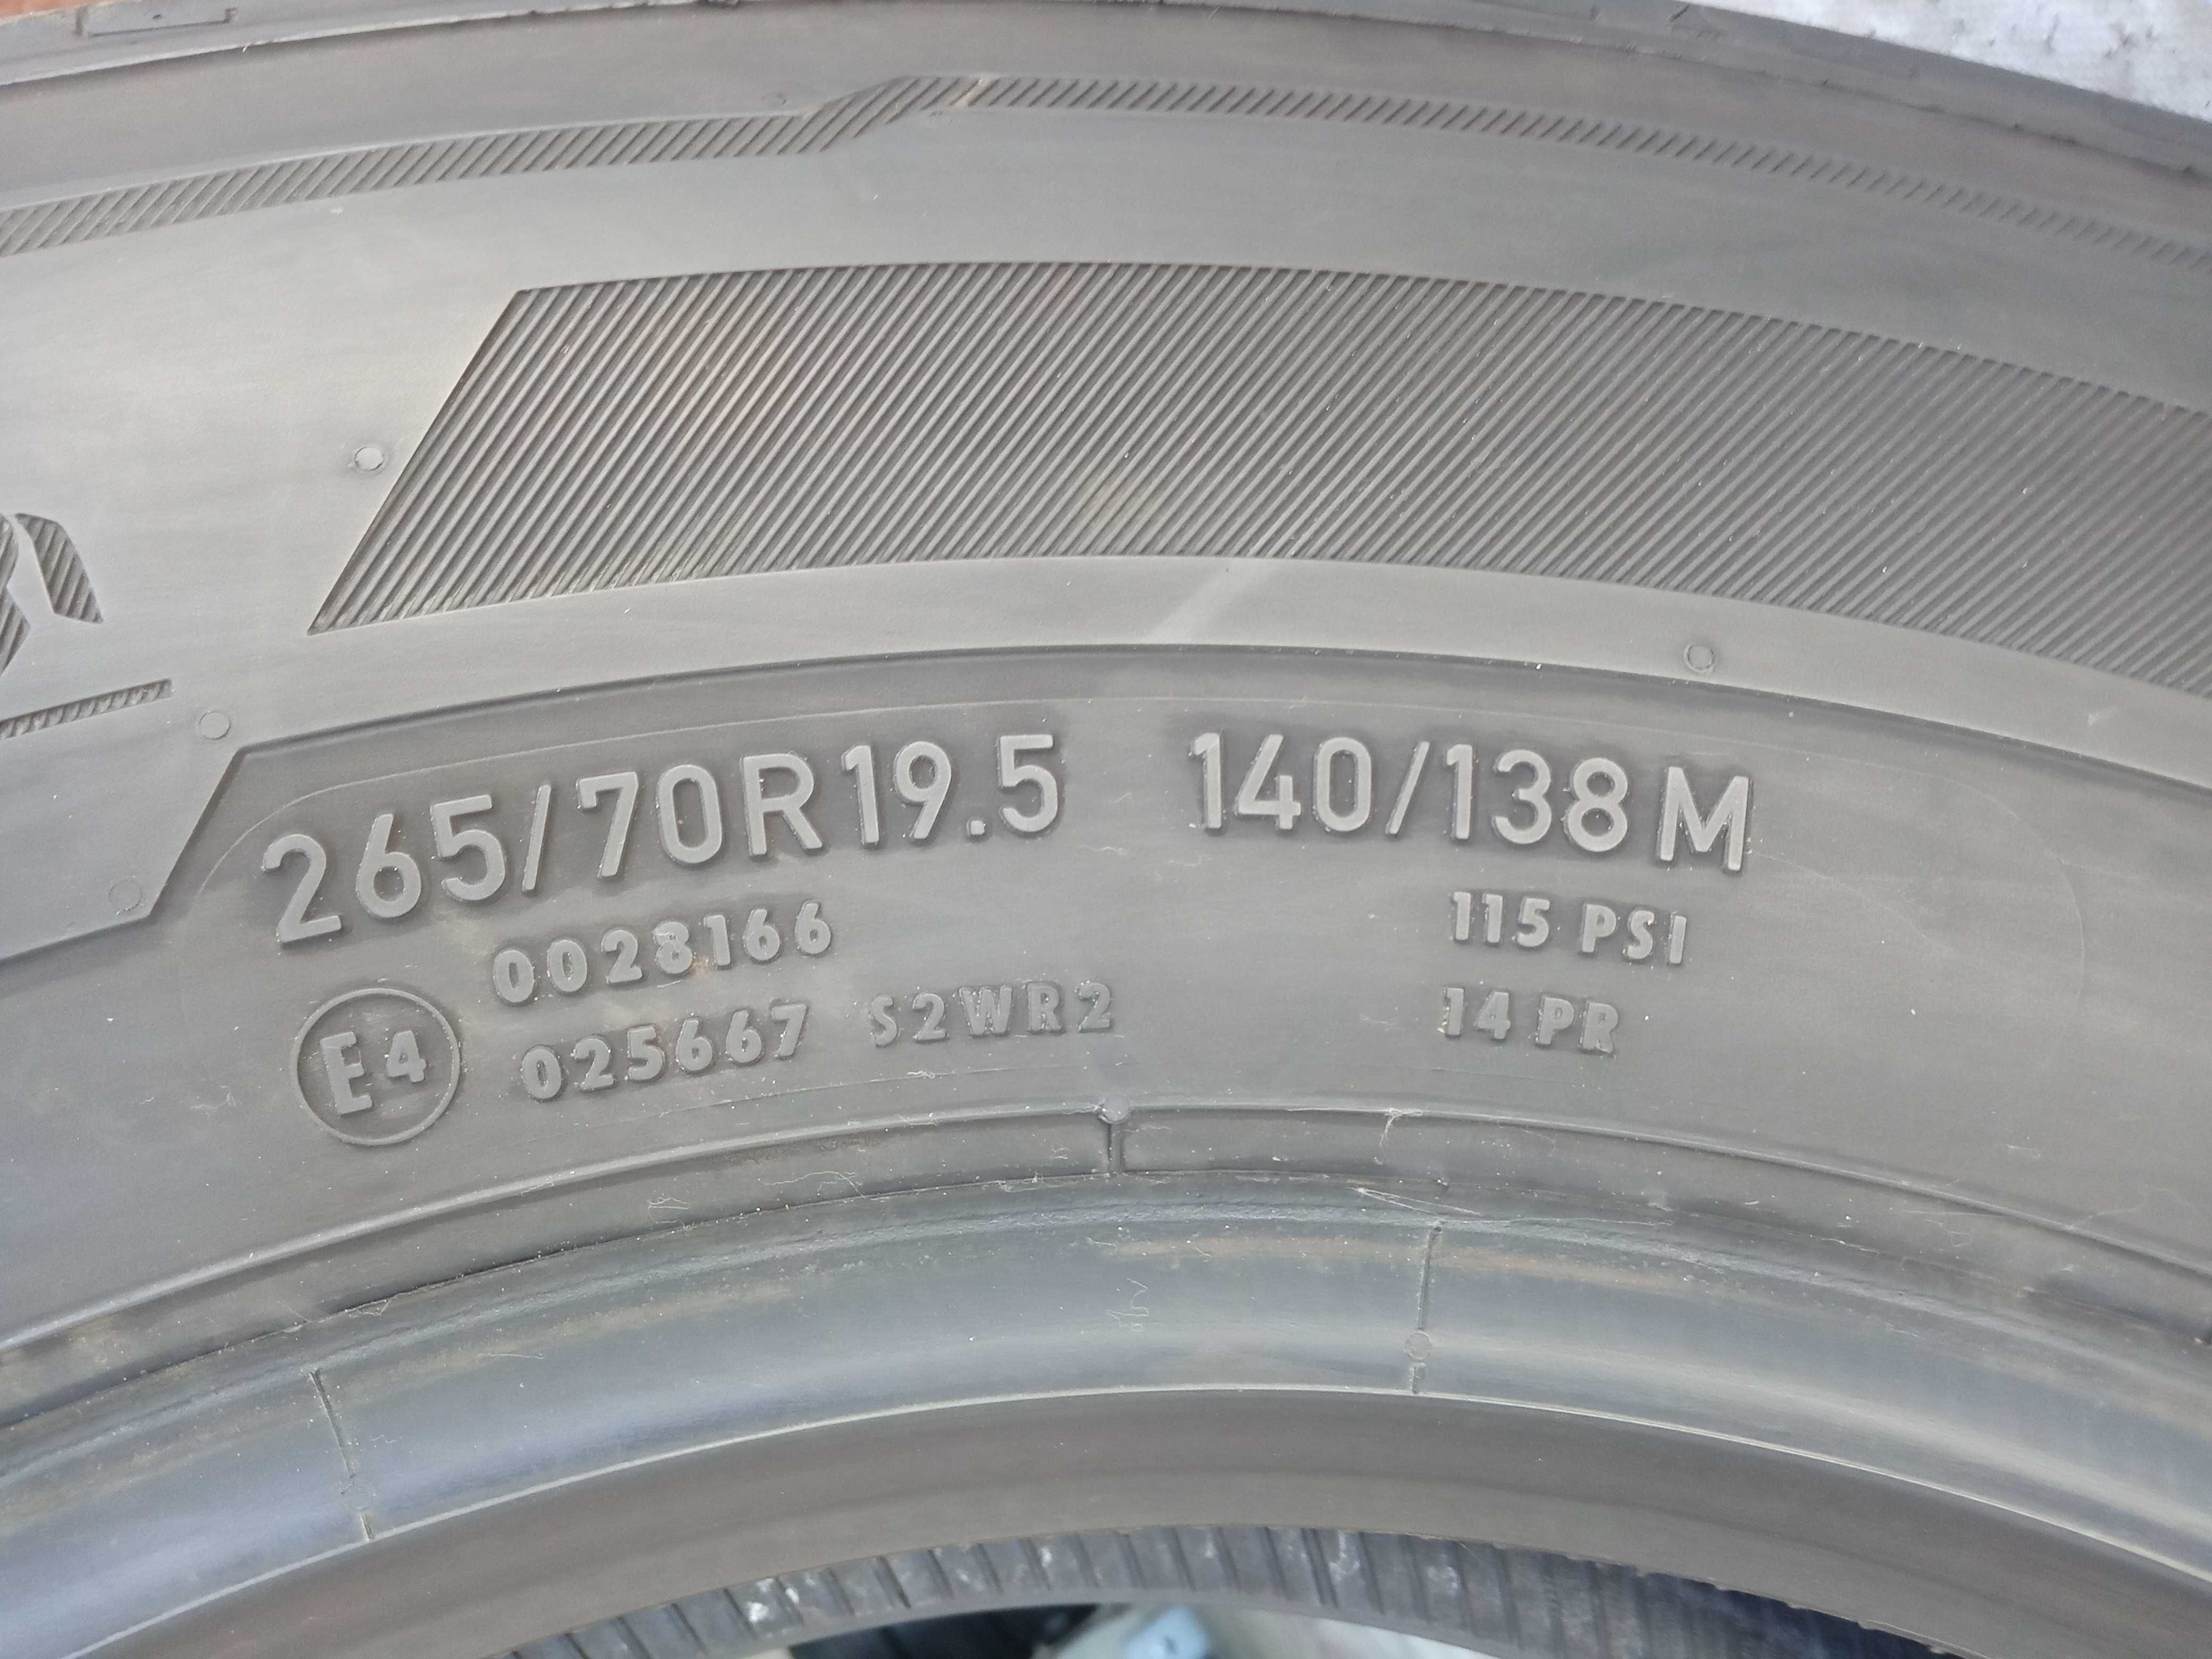 265/70R19.5 140/138M
0028166 115 PSI
E4 025667 S2WR2 14 PR